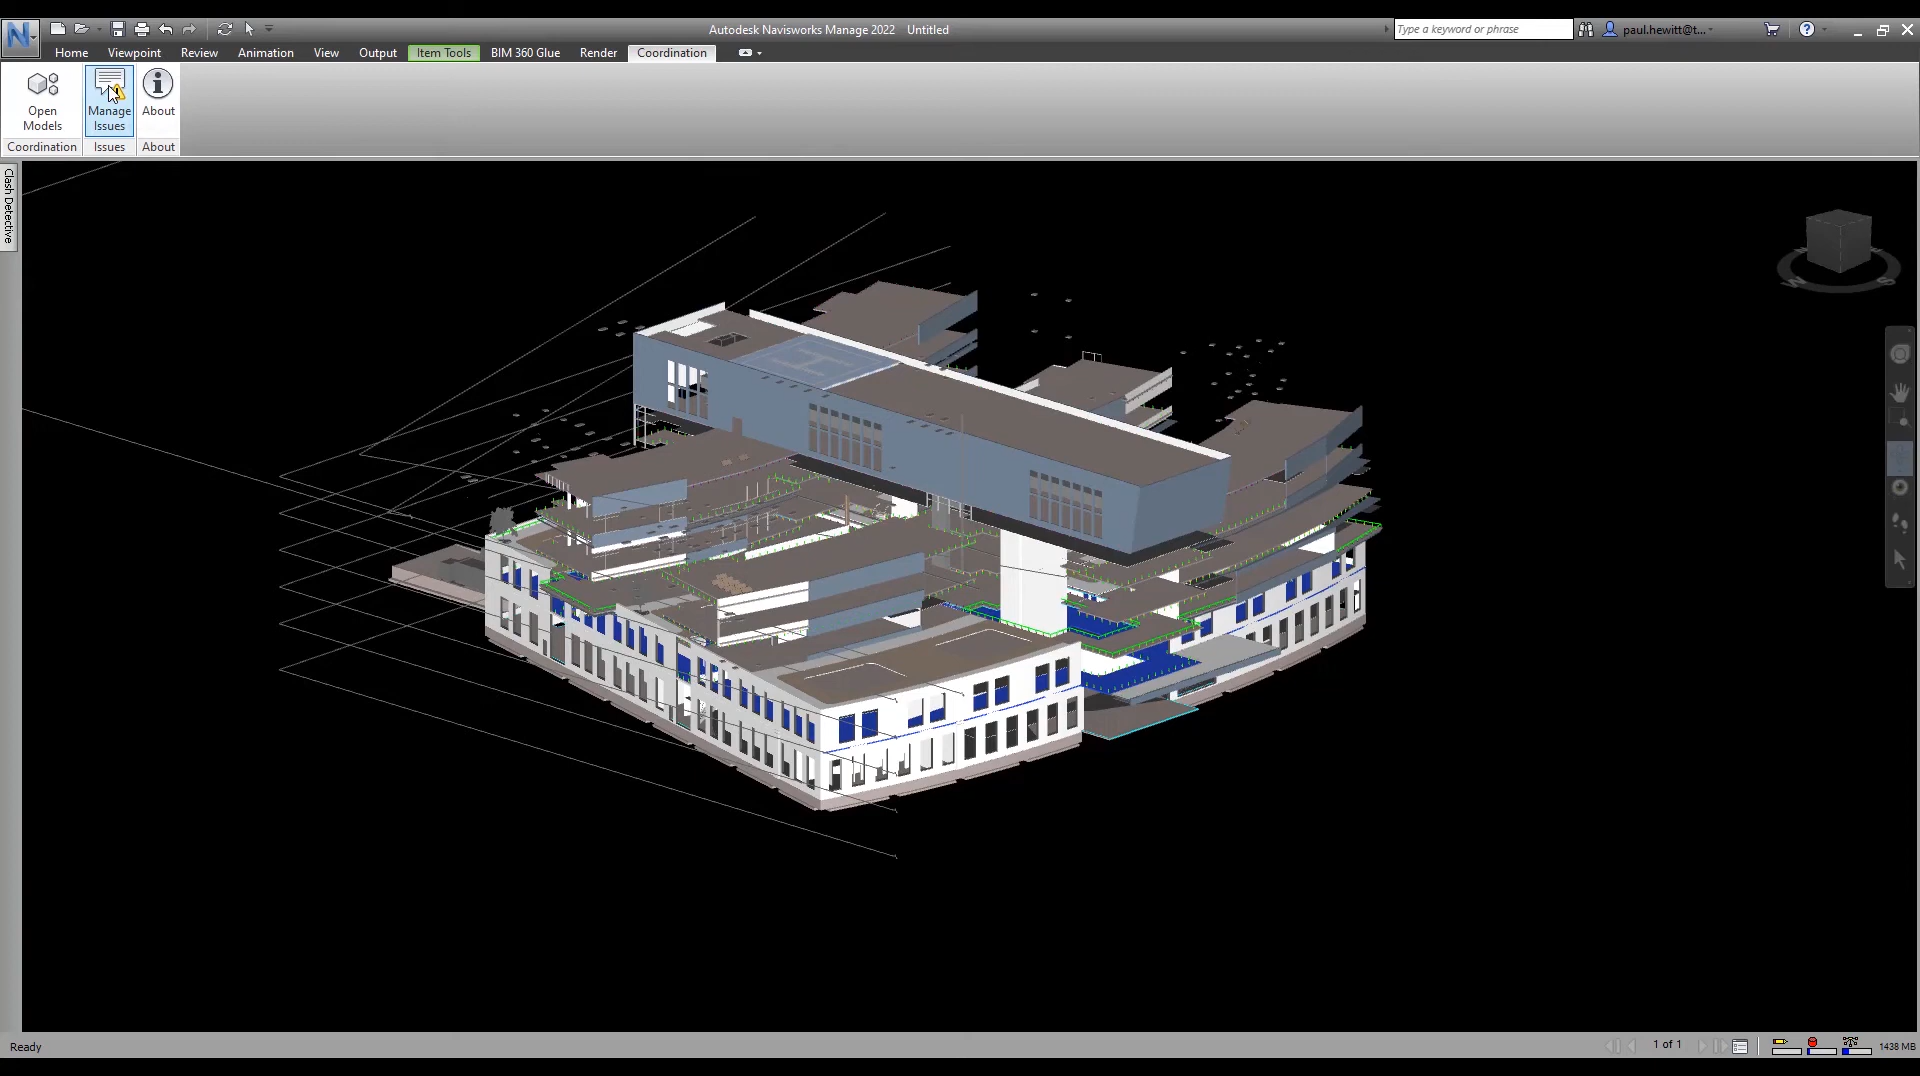 N
Autodesk Navisworks Manage 2022 Untitled
Type a keyword or phrase
paul.hewitt@t...
Home Viewpoint Review Animation View Output Item Tools BIM 360 Glue Render Coordination
Open Models
Manage Issues
About
Coordination Issues About
Clash Detective
H
W S
Ready
1 of 1
1438 MB